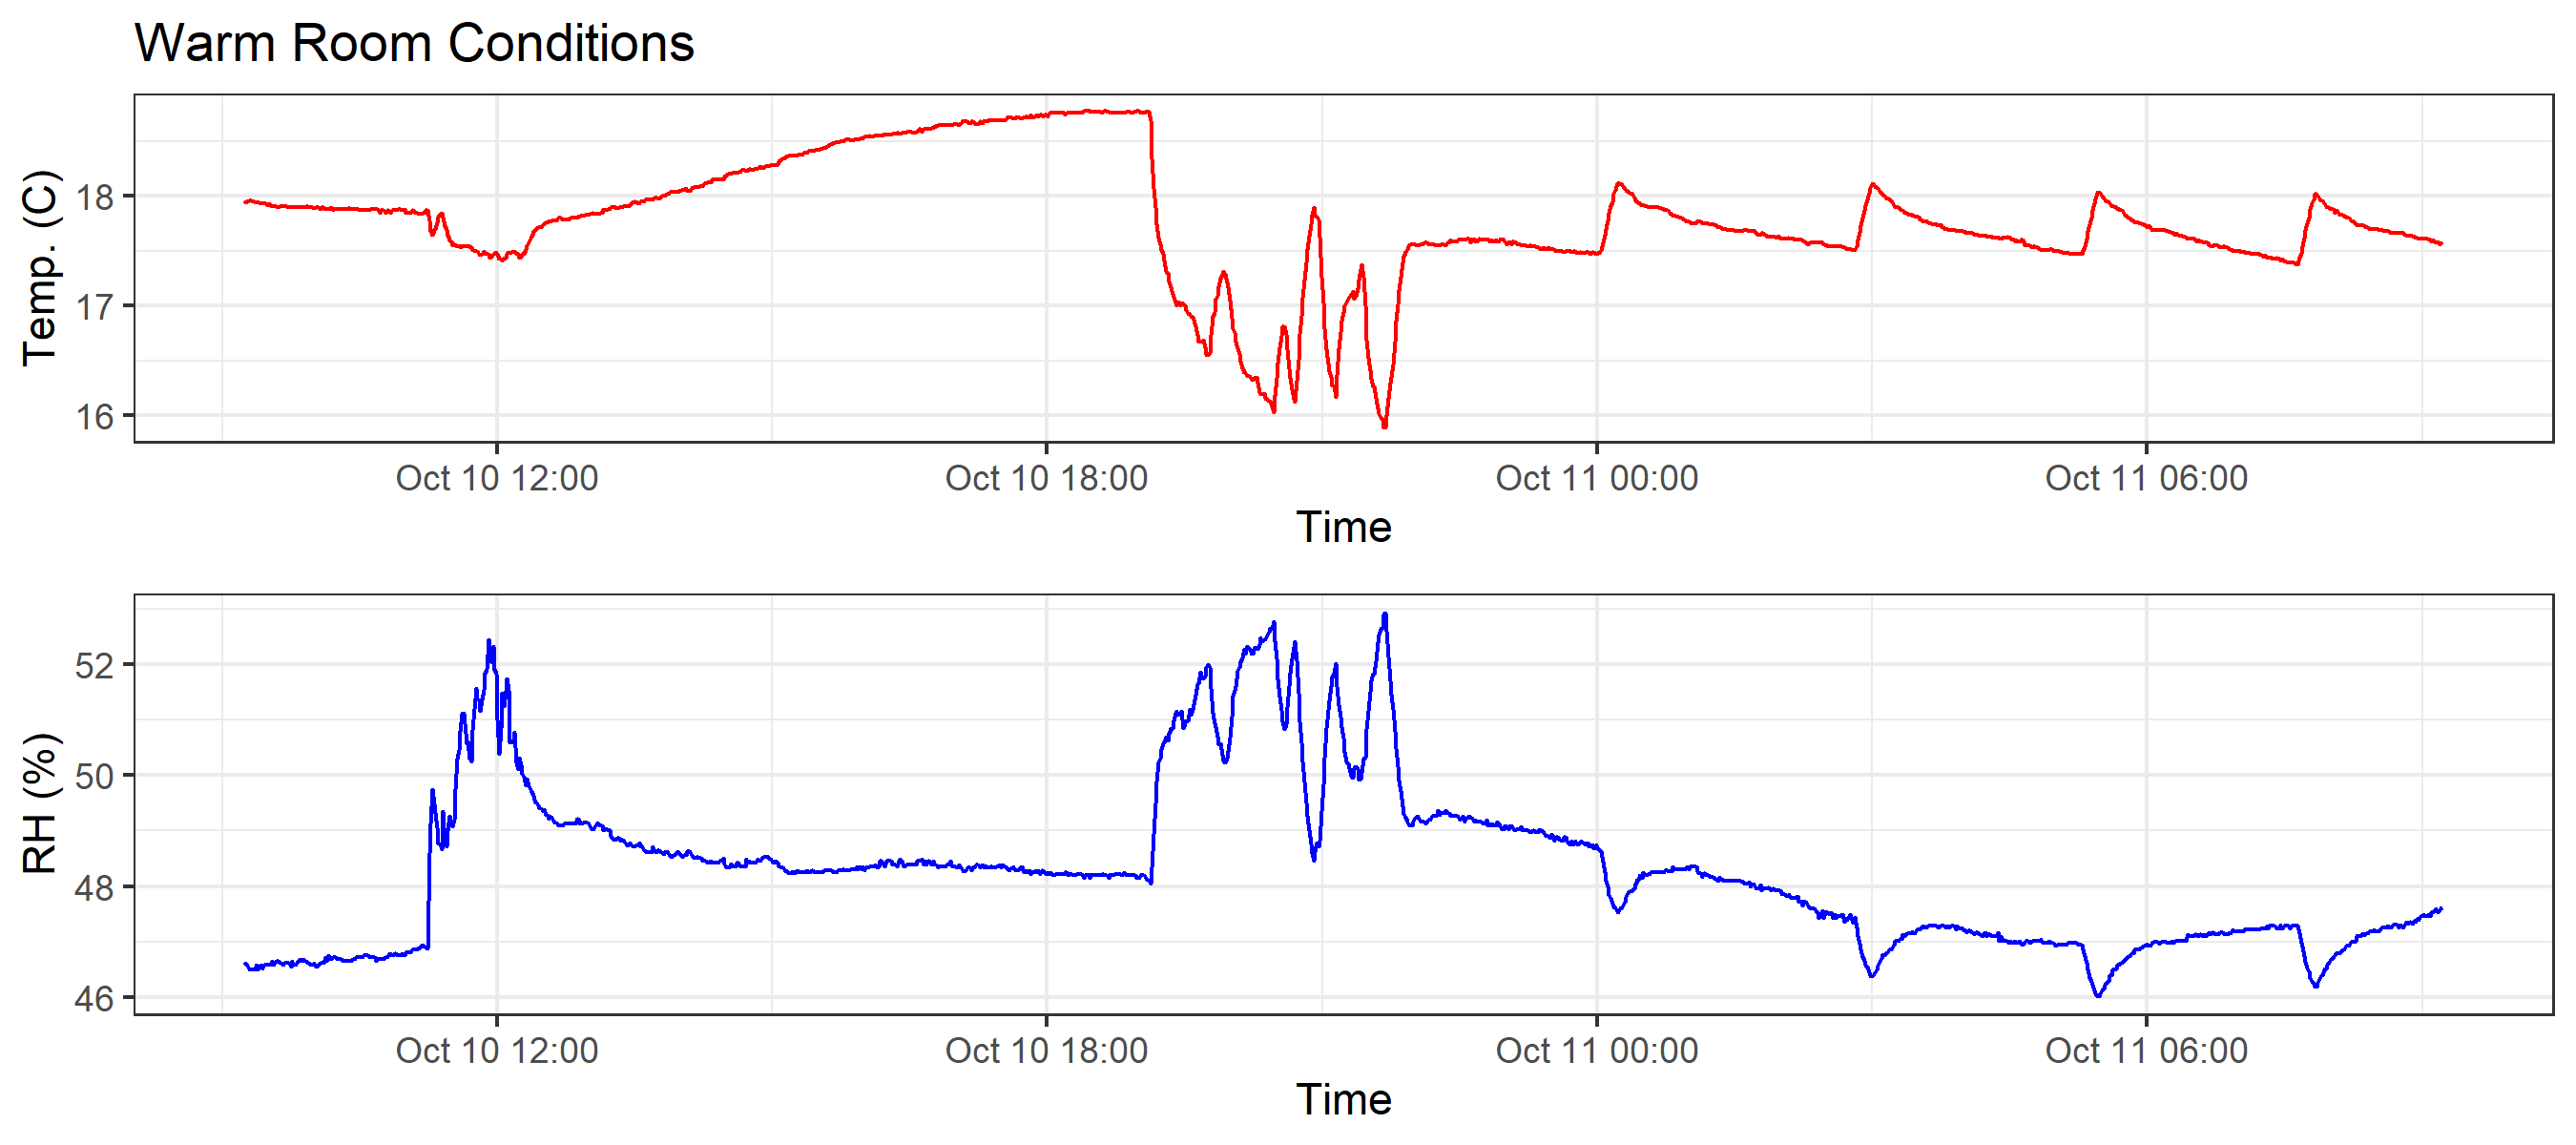 Warm Room Conditions
Temp. (C)
18
17
16
Oct 10 12:00 Oct 10 18:00 Oct 11 00:00 Oct 11 06:00
Time
RH (%)
52
50
48
46
Oct 10 12:00 Oct 10 18:00 Oct 11 00:00 Oct 11 06:00
Time